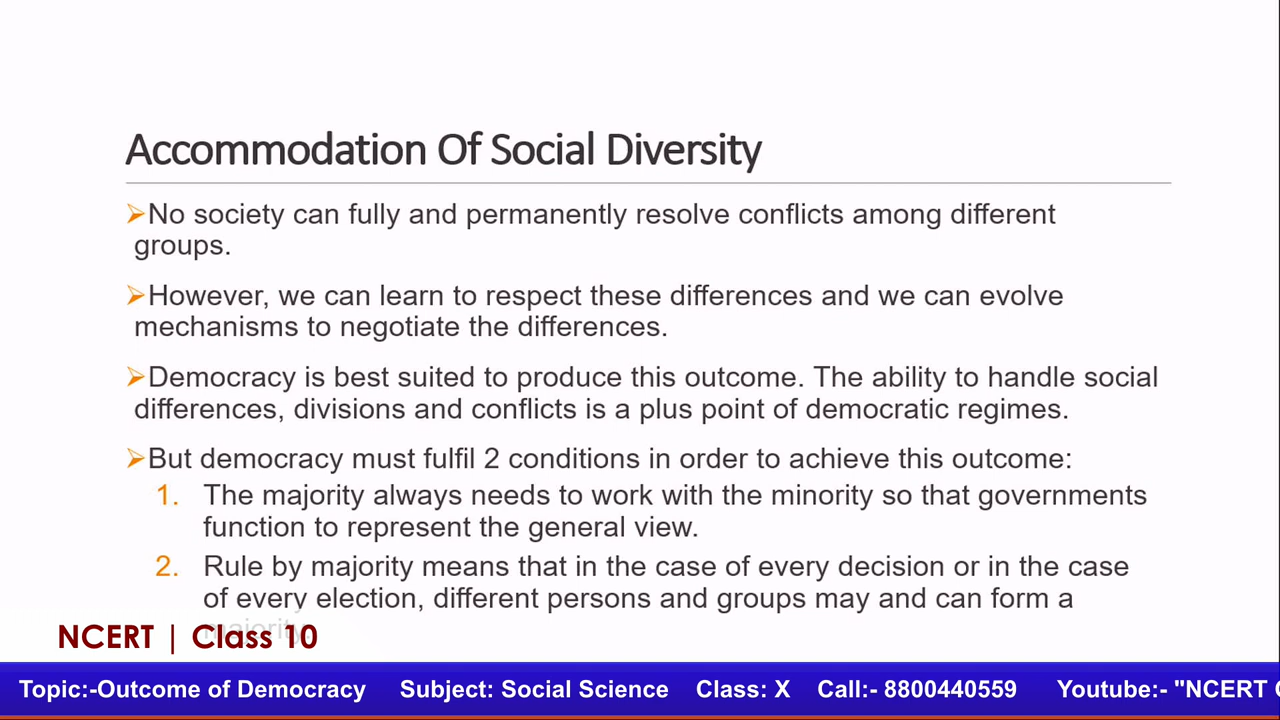 Accommodation Of Social Diversity
➢No society can fully and permanently resolve conflicts among different
groups.
➢However, we can learn to respect these differences and we can evolve
mechanisms to negotiate the differences.
➢Democracy is best suited to produce this outcome. The ability to handle social
differences, divisions and conflicts is a plus point of democratic regimes.
➢But democracy must fulfil 2 conditions in order to achieve this outcome:
1. The majority always needs to work with the minority so that governments
function to represent the general view.
2. Rule by majority means that in the case of every decision or in the case
of every election, different persons and groups may and can form a
majority.
NCERT | Class 10
Topic:-Outcome of Democracy Subject: Social Science Class: X Call:- 8800440559 Youtube:- "NCERT